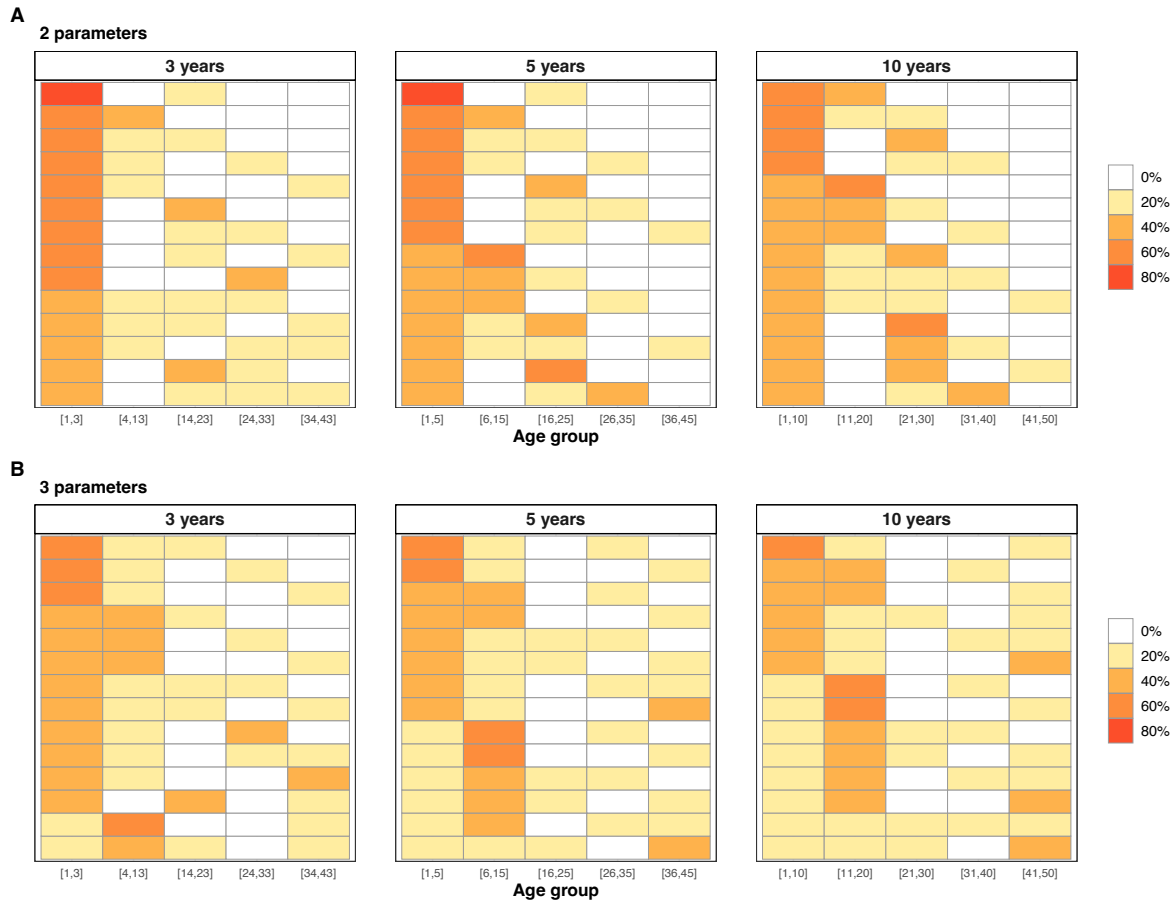 A
2 parameters
3 years
5 years
10 years
0%
20%
40%
60%
80%
[1,3] [4,13] [14,23] [24,33] [34,43]
[1,5] [6,15] [16,25] [26,35] [36,45]
[1,10] [11,20] [21,30] [31,40] [41,50]
Age group
B
3 parameters
3 years
5 years
10 years
0%
20%
40%
60%
80%
[1,3] [4,13] [14,23] [24,33] [34,43]
[1,5] [6,15] [16,25] [26,35] [36,45]
[1,10] [11,20] [21,30] [31,40] [41,50]
Age group